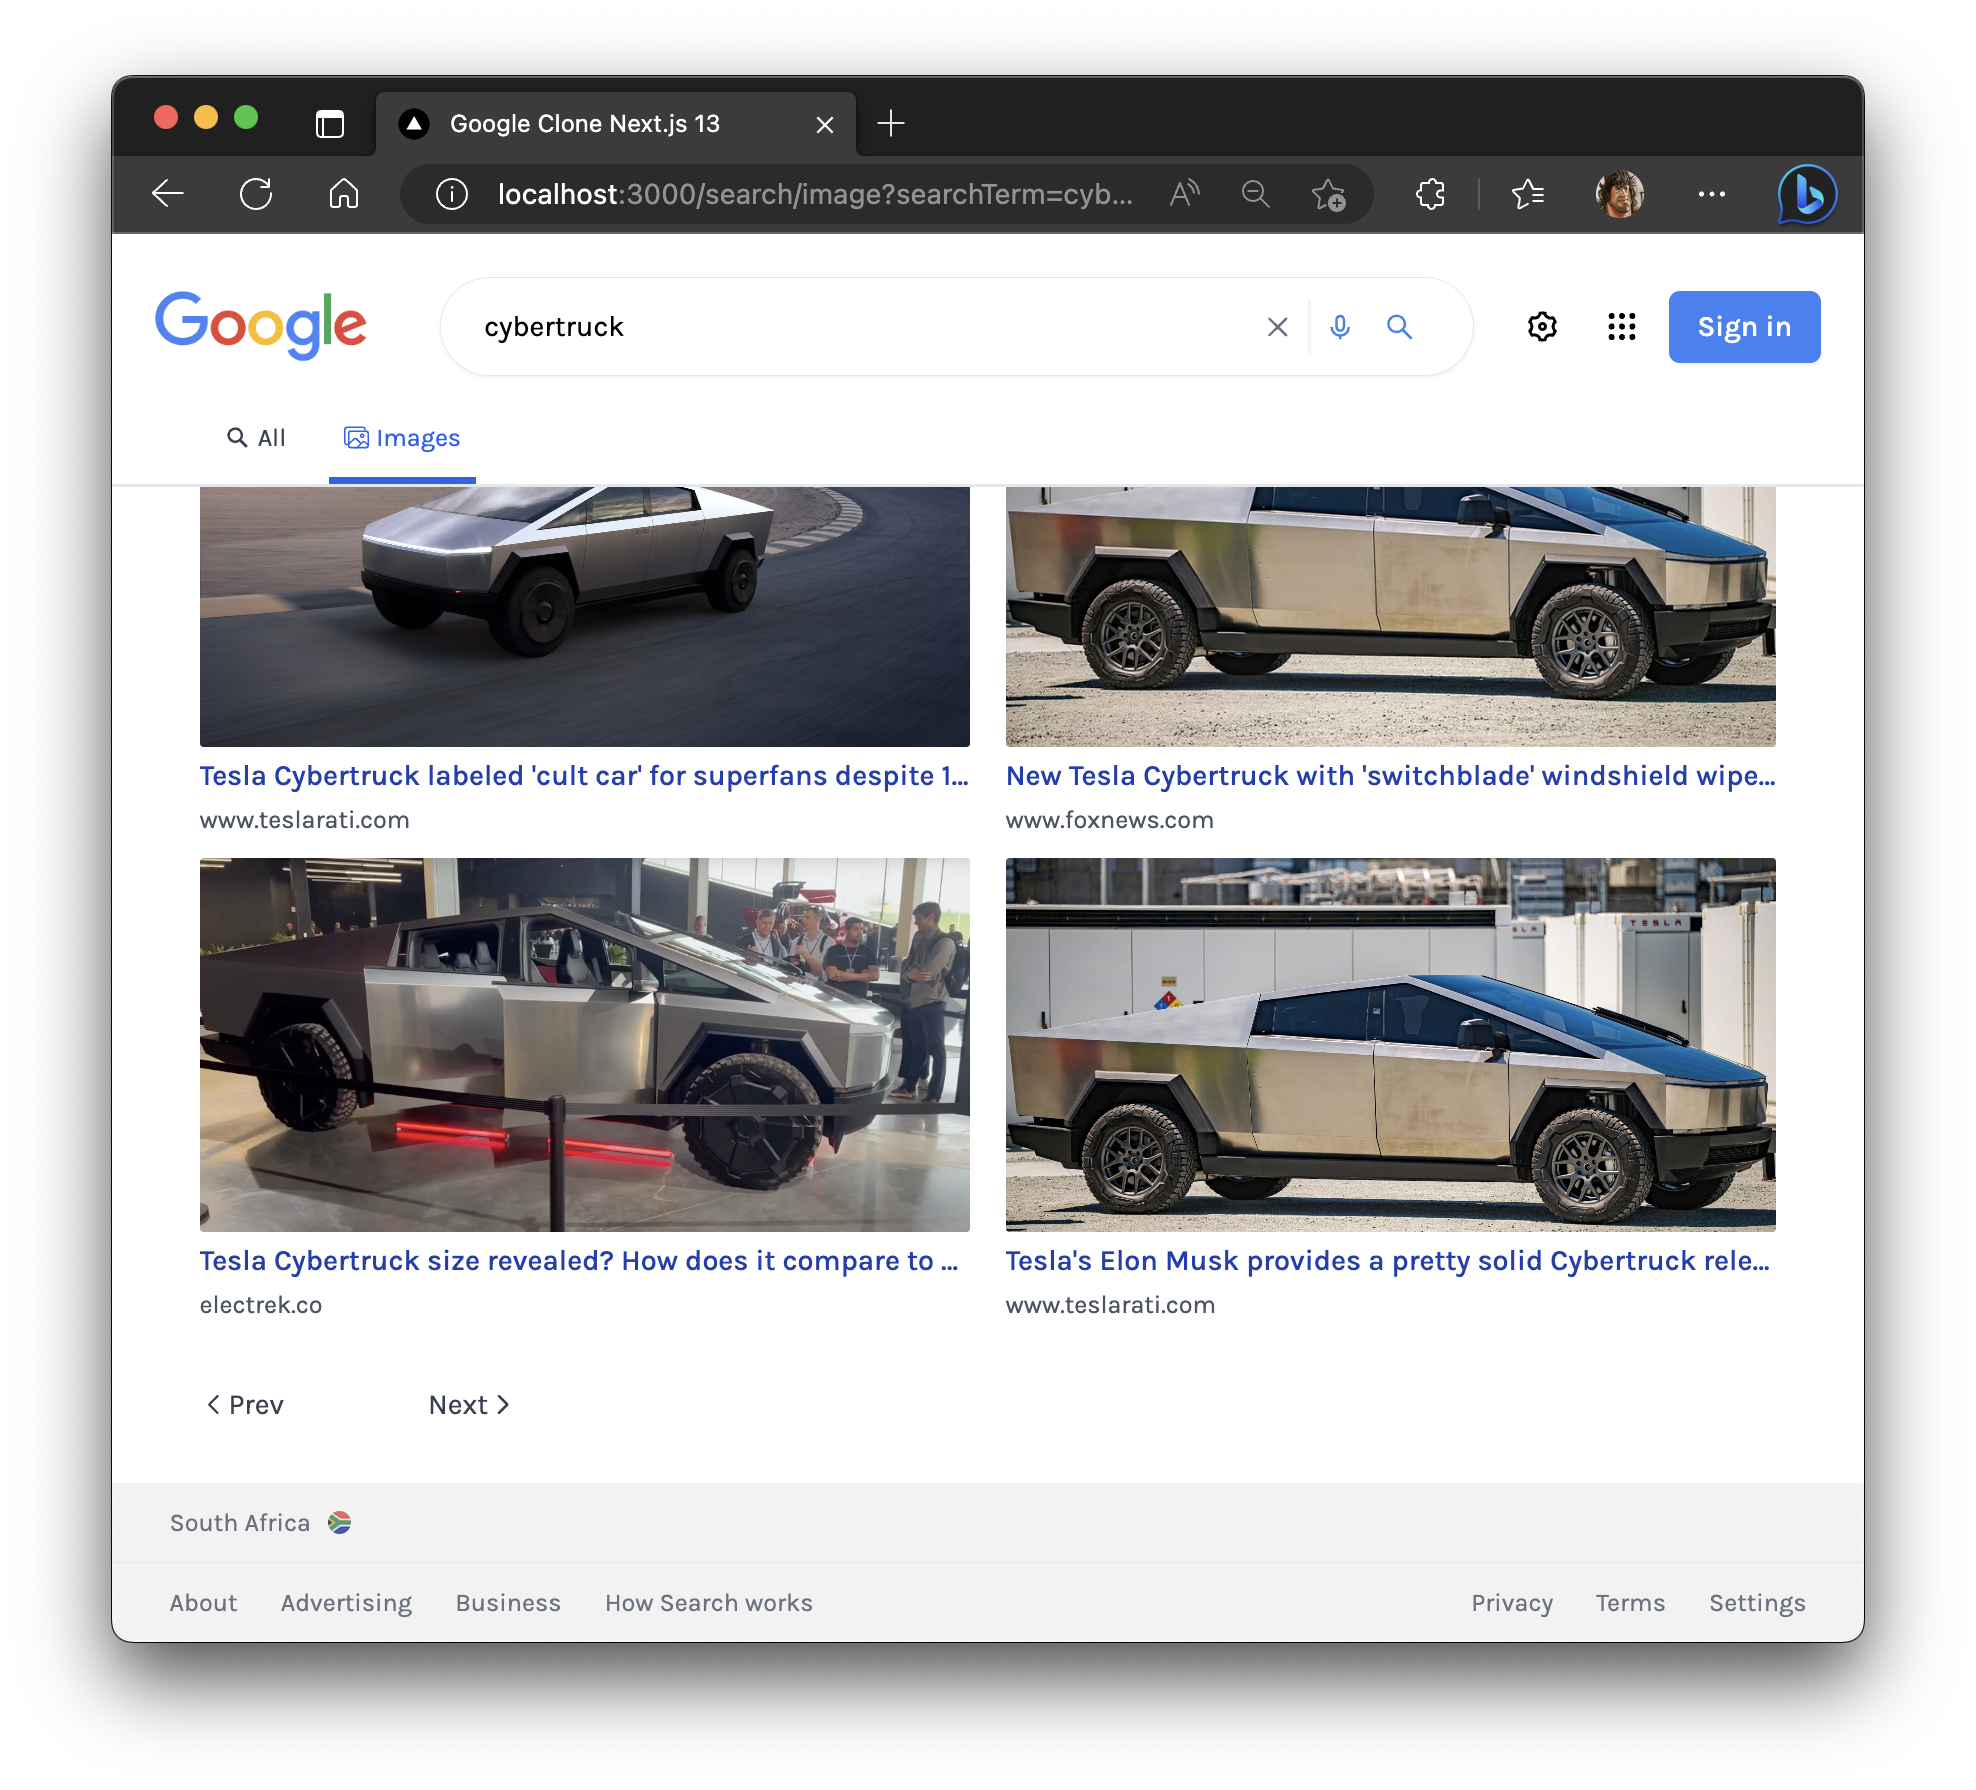 Google Clone Next.js 13
localhost:3000/search/image?searchTerm=cyb...
Google
cybertruck
Sign in
All
Images
Tesla Cybertruck labeled 'cult car' for superfans despite 1...
www.teslarati.com
New Tesla Cybertruck with 'switchblade' windshield wipe...
www.foxnews.com
TESLA
Tesla Cybertruck size revealed? How does it compare to ...
electrek.co
Tesla's Elon Musk provides a pretty solid Cybertruck rele...
www.teslarati.com
Prev
Next
South Africa
About Advertising Business How Search works
Privacy Terms Settings